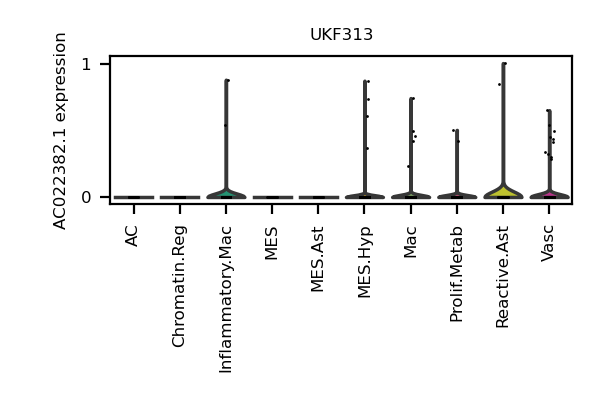 UKF313
AC022382.1 expression
1
0
AC
Chromatin.Reg
Inflammatory.Mac
MES
MES.Ast
MES.Hyp
Mac
Prolif.Metab
Reactive.Ast
Vasc